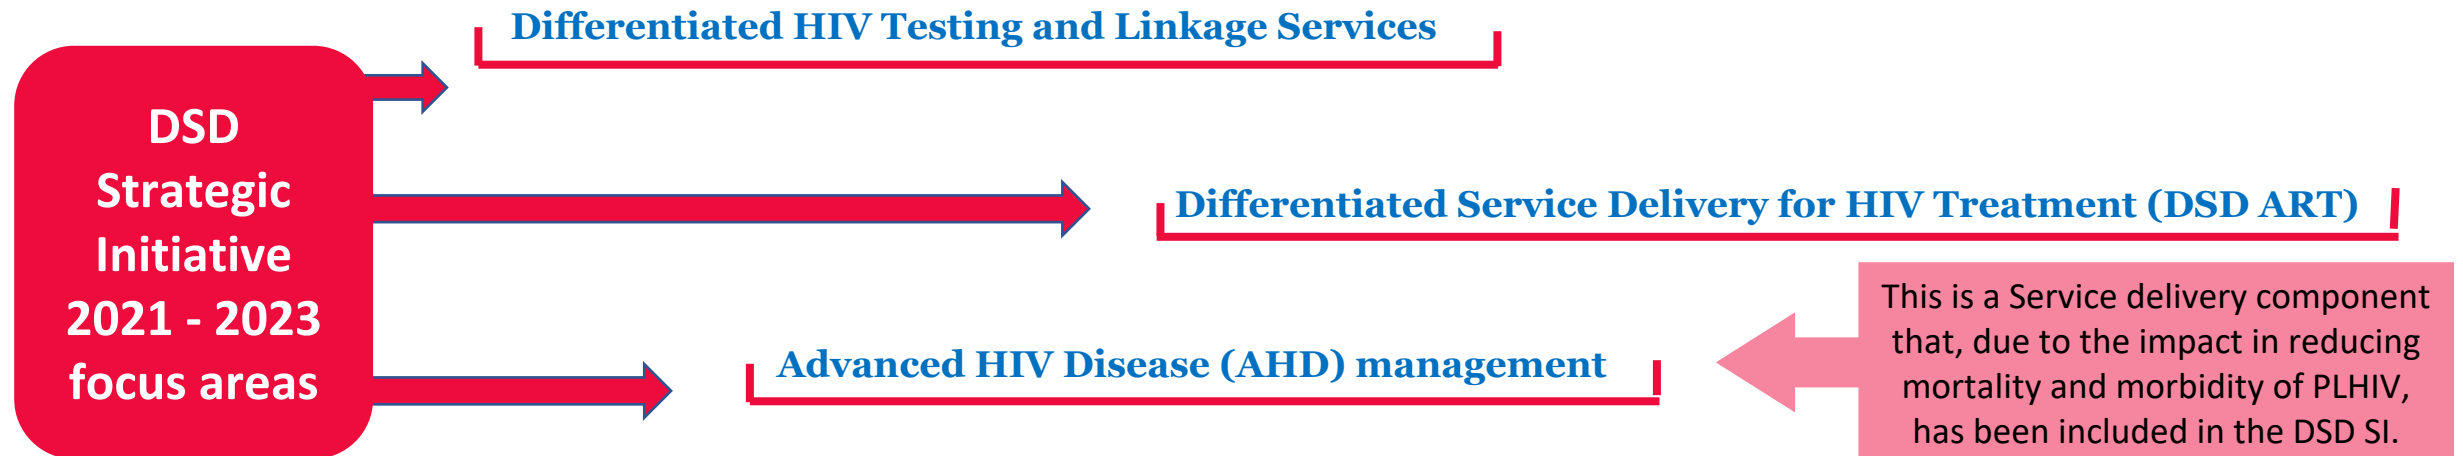 DSD
Strategic
Initiative
2021 - 2023
focus areas
Differentiated HIV Testing and Linkage Services
Differentiated Service Delivery for HIV Treatment (DSD ART)
Advanced HIV Disease (AHD) management
This is a Service delivery component
that, due to the impact in reducing
mortality and morbidity of PLHIV,
has been included in the DSD SI.